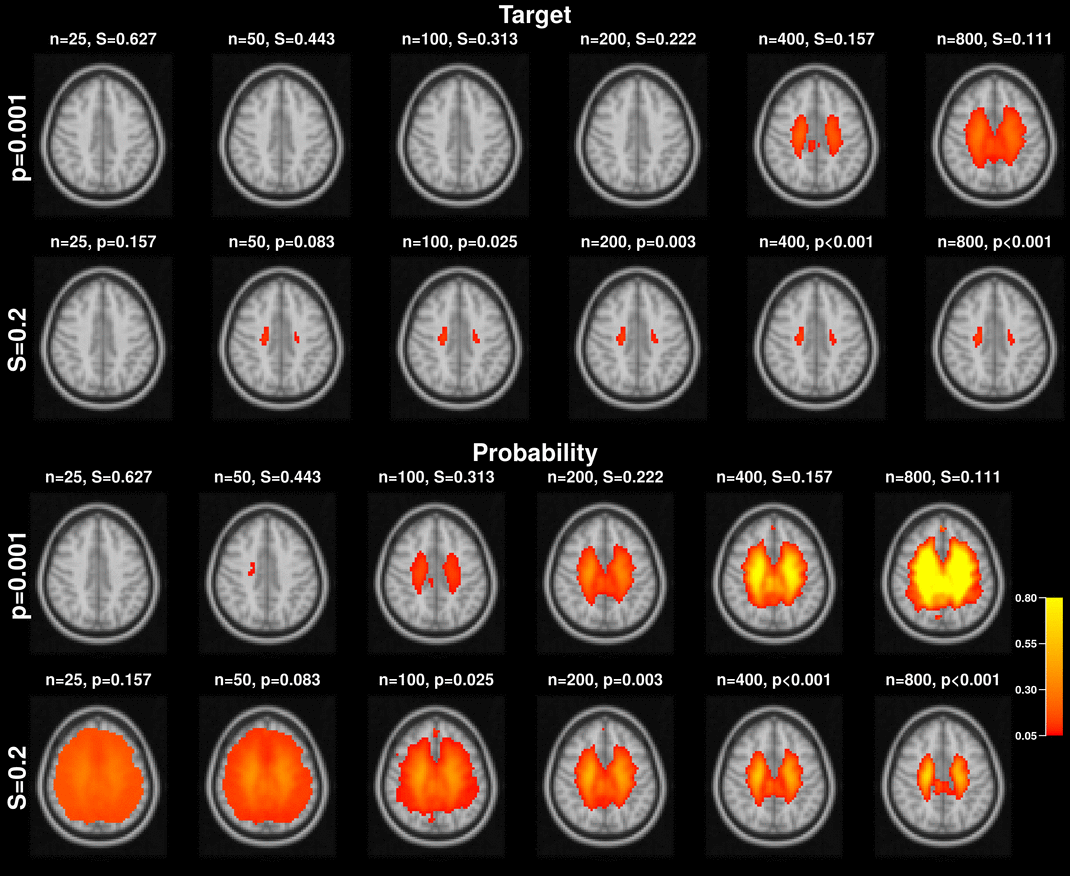 Target
n=25, S=0.627 n=50, S=0.443 n=100, S=0.313 n=200, S=0.222 n=400, S=0.157 n=800, S=0.111
p=0.001
n=25, p=0.157 n=50, p=0.083 n=100, p=0.025 n=200, p=0.003 n=400, p<0.001 n=800, p<0.001
S=0.2
Probability
n=25, S=0.627 n=50, S=0.443 n=100, S=0.313 n=200, S=0.222 n=400, S=0.157 n=800, S=0.111
p=0.001
0.80
0.55
0.30
0.05
n=25, p=0.157 n=50, p=0.083 n=100, p=0.025 n=200, p=0.003 n=400, p<0.001 n=800, p<0.001
S=0.2